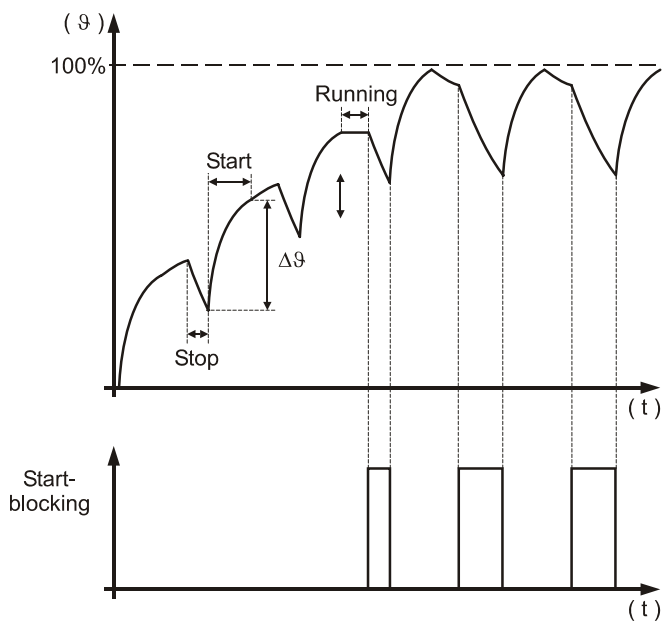 ( ϑ )
100%
Running
Start
Δϑ
Stop
( t )
Start-
blocking
( t )